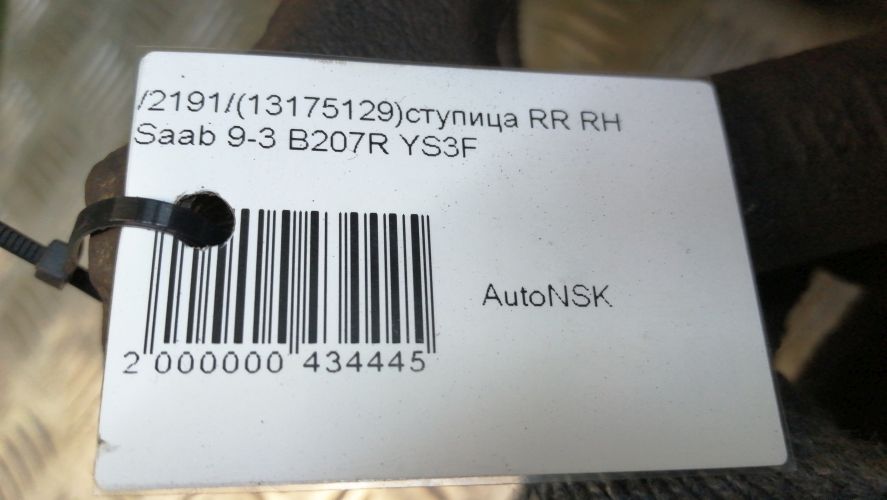 /2191/(13175129)ступица RR RH
Saab 9-3 B207R YS3F
AutoNSK
2 000000 434445